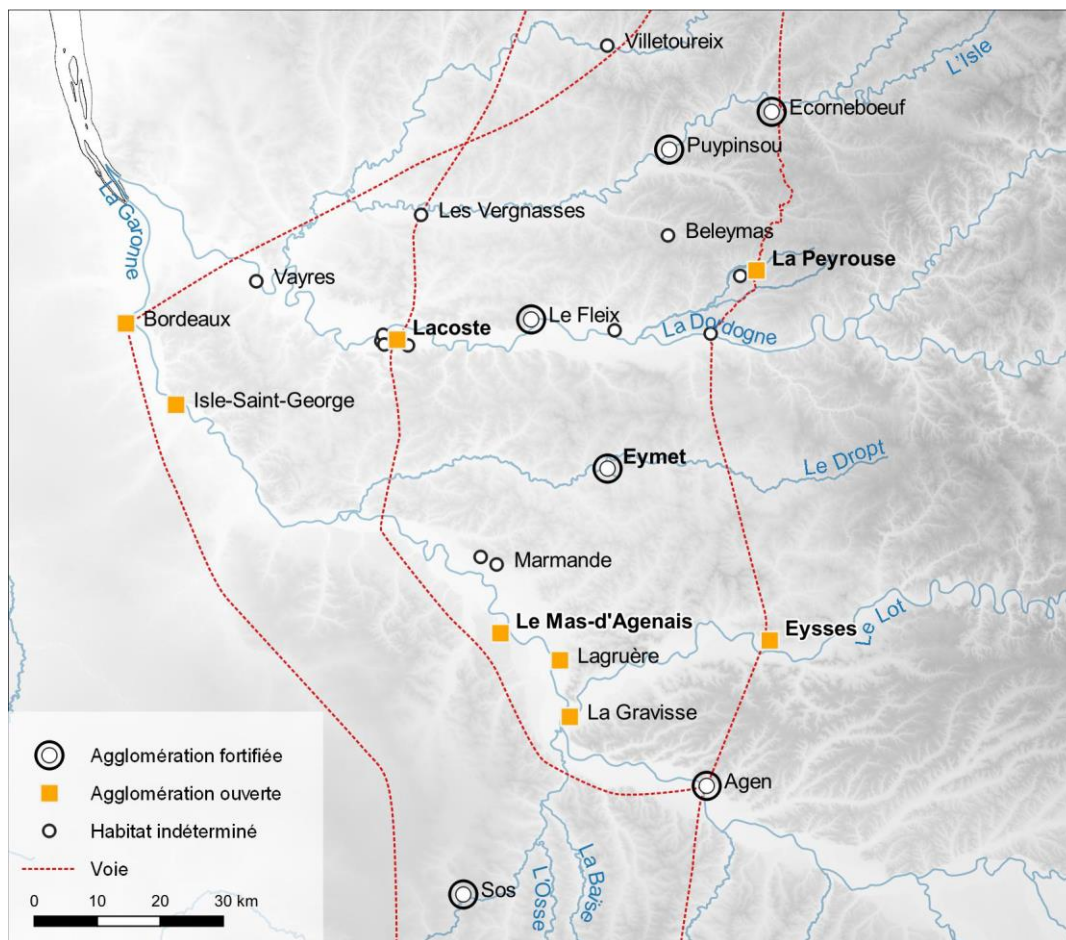 Villetoureix
L'Isle
Ecorneboeuf
Puypinsou
La Garonne
Les Vergnasses
Beleymas
La Peyrouse
Vayres
Bordeaux
Lacoste
Le Fleix
La Dordogne
Isle-Saint-George
Eymet
Le Dropt
Marmande
Le Mas-d'Agenais
Eysses
Le Lot
Lagruère
La Gravisse
Agen
Sos
L'Osse
La Baïse
Agglomération fortifiée
Agglomération ouverte
Habitat indéterminé
Voie
0 10 20 30 km